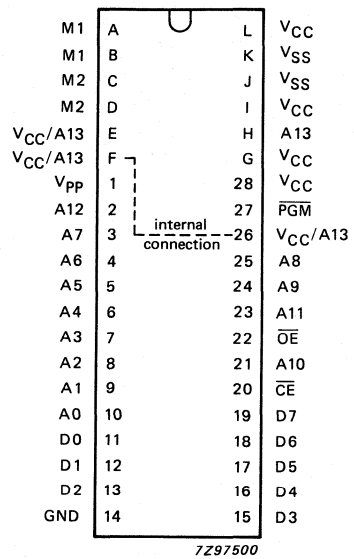 M1 A L VCC
M1 B K VSS
M2 C J VSS
M2 D I VCC
VCC/A13 E H A13
VCC/A13 F G VCC
VPP 1 28 VCC
A12 2 27 PGM
internal
A7 3 26 VCC/A13
connection
A6 4 25 A8
A5 5 24 A9
A4 6 23 A11
A3 7 22 OE
A2 8 21 A10
A1 9 20 CE
A0 10 19 D7
D0 11 18 D6
D1 12 17 D5
D2 13 16 D4
GND 14 15 D3
7Z97500